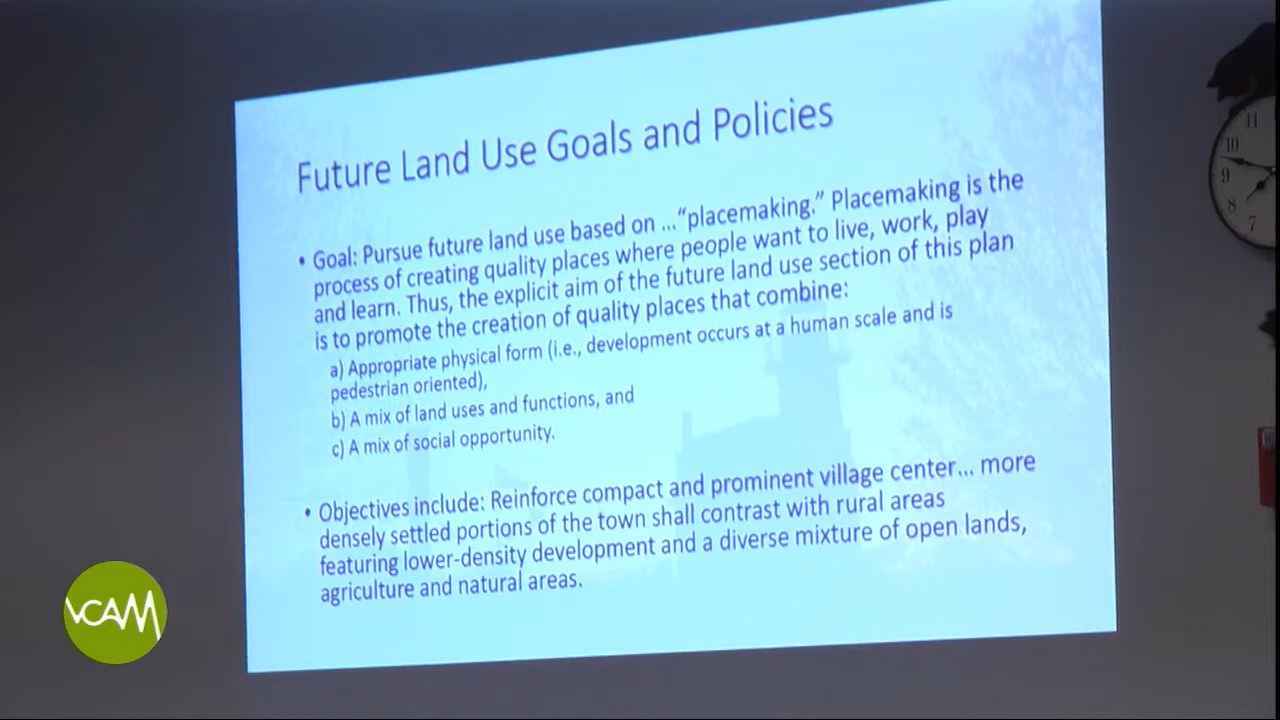 Future Land Use Goals and Policies
• Goal: Pursue future land use based on ...“placemaking.” Placemaking is the
process of creating quality places where people want to live, work, play
and learn. Thus, the explicit aim of the future land use section of this plan
is to promote the creation of quality places that combine:
a) Appropriate physical form (i.e., development occurs at a human scale and is
pedestrian oriented),
b) A mix of land uses and functions, and
c) A mix of social opportunity.
• Objectives include: Reinforce compact and prominent village center... more
densely settled portions of the town shall contrast with rural areas
featuring lower-density development and a diverse mixture of open lands,
agriculture and natural areas.
VCAM
11
10
9
8
7